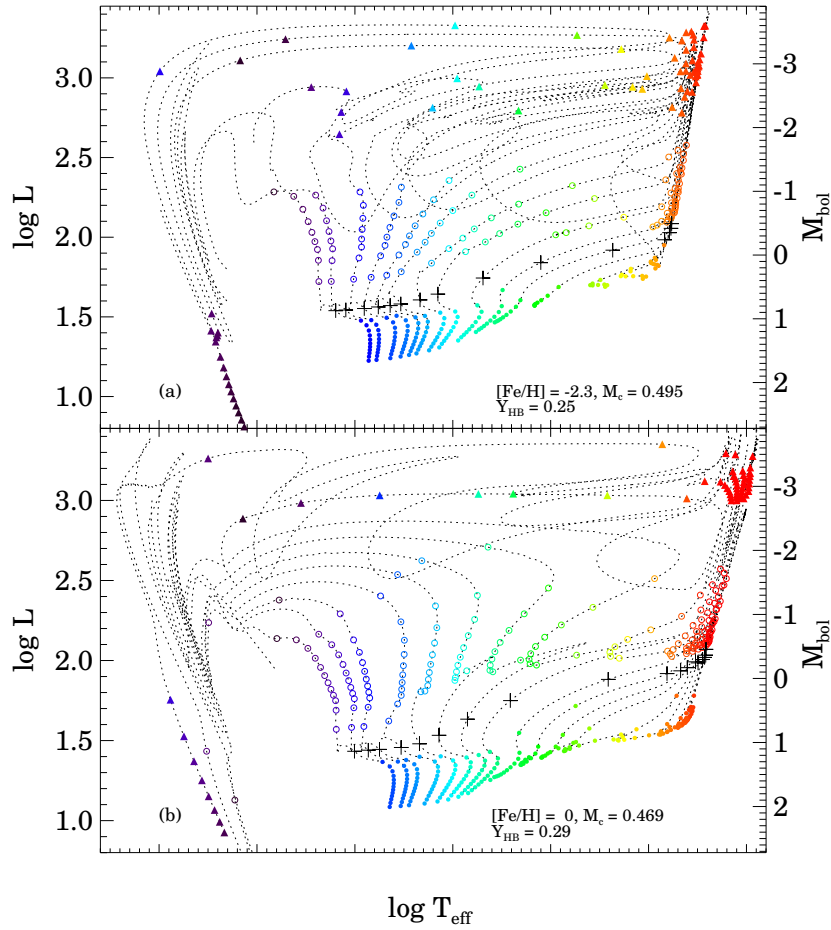 3.0
2.5
2.0
1.5
1.0
log L
-3
-2
-1
0
1
2
M_bol
(a)
[Fe/H] = -2.3, M_c = 0.495
Y_HB = 0.25
3.0
2.5
2.0
1.5
1.0
log L
-3
-2
-1
0
1
2
M_bol
(b)
[Fe/H] = 0, M_c = 0.469
Y_HB = 0.29
log T_eff